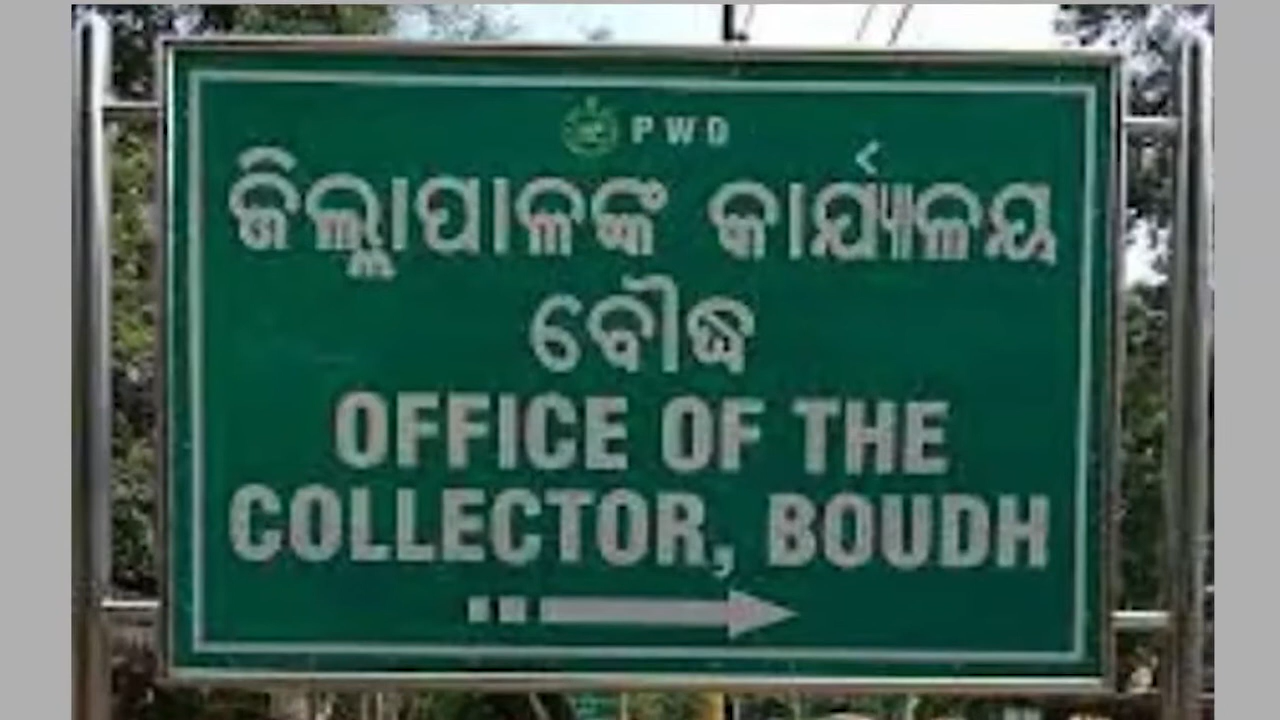 PWD
ଜିଲ୍ଲାପାଳଙ୍କ କାର୍ଯ୍ୟାଳୟ
ବୌଦ୍ଧ
OFFICE OF THE
COLLECTOR, BOUDH